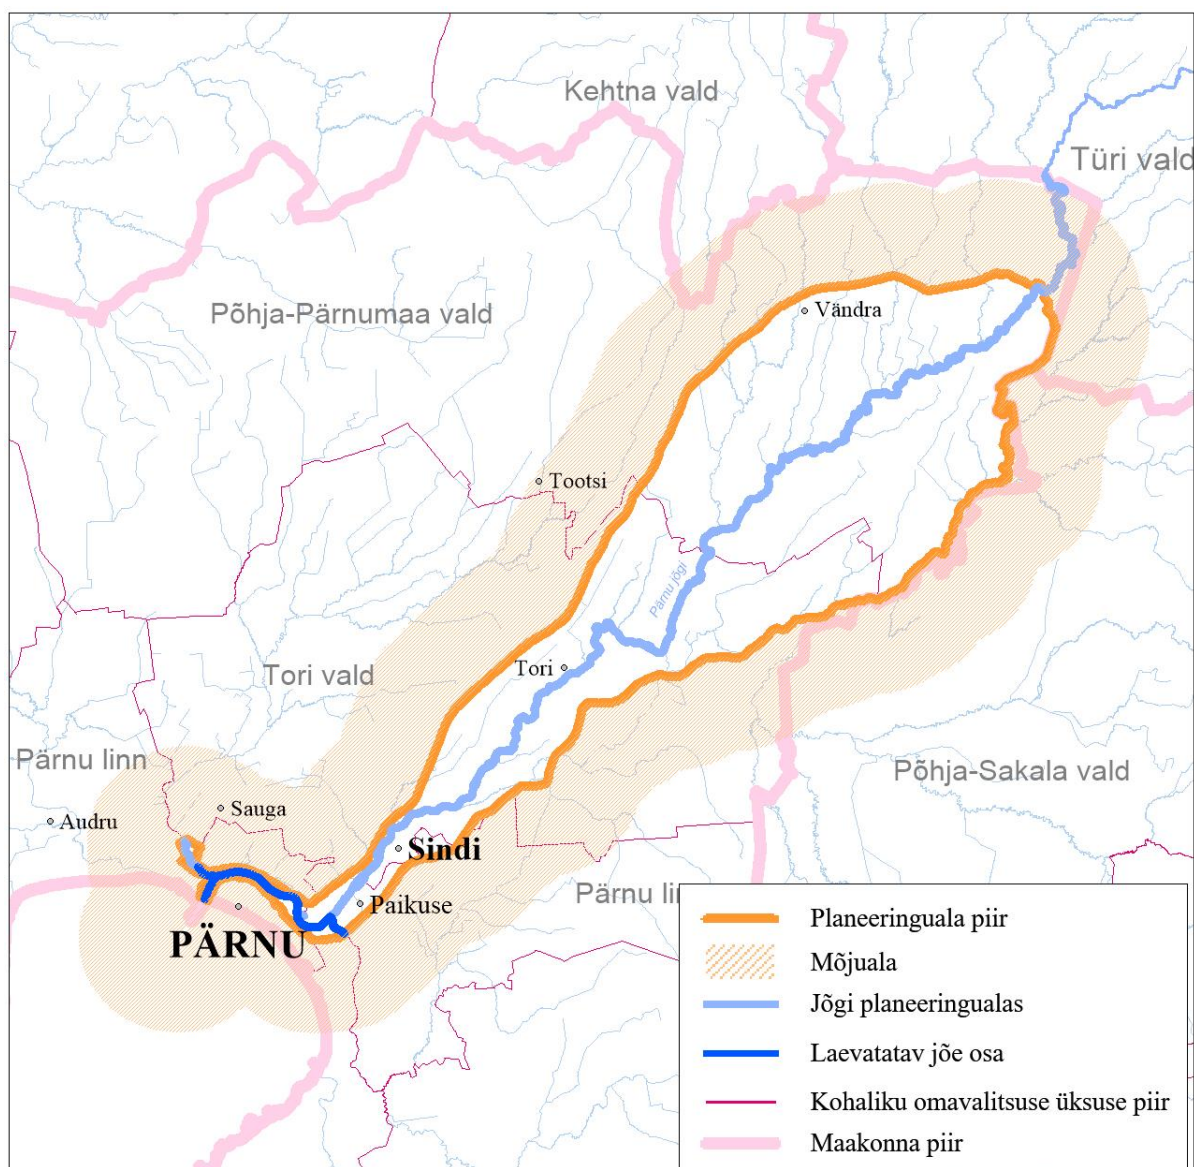 Kehtna vald
Türi vald
Põhja-Pärnumaa vald
Vändra
Tootsi
Pärnu jõgi
Tori
Tori vald
Pärnu linn
Põhja-Sakala vald
Sauga
Audru
Sindi
Pärnu
Paikuse
PÄRNU
Planeeringuala piir
Mõjuala
Jõgi planeeringualas
Laevatatav jõe osa
Kohaliku omavalitsuse üksuse piir
Maakonna piir